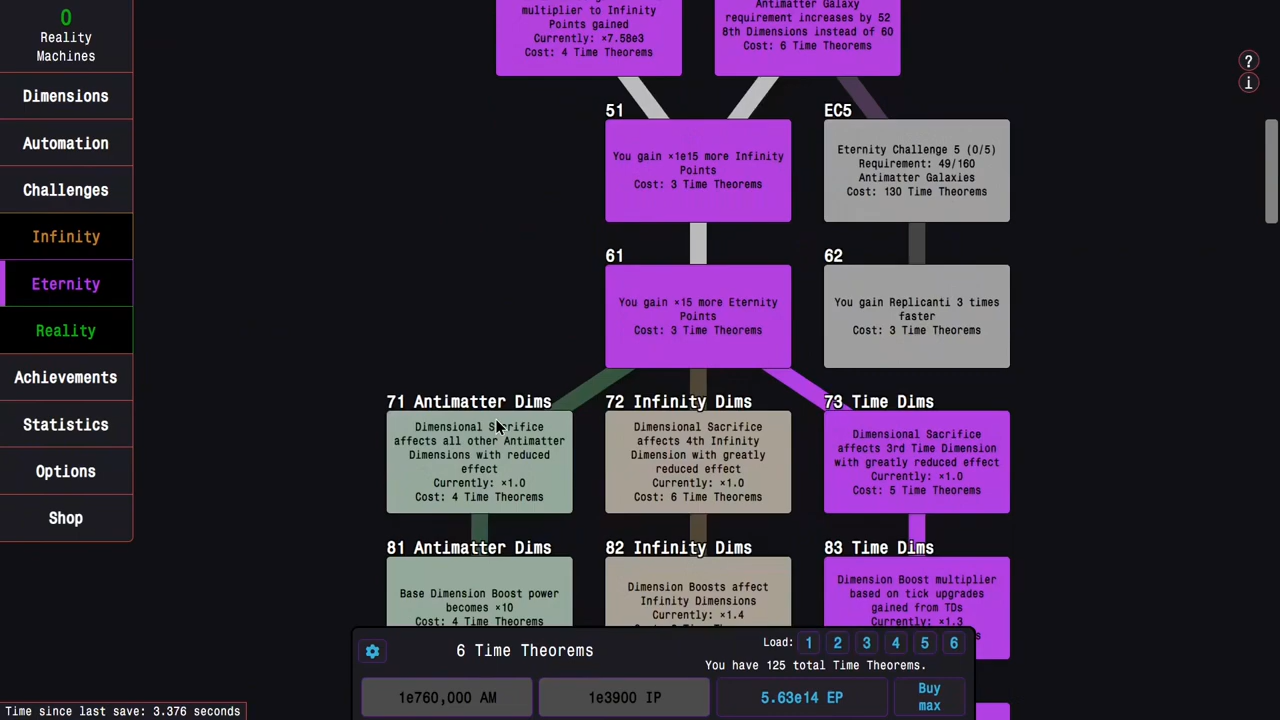 0
Reality
Machines
Dimensions
Automation
Challenges
Infinity
Eternity
Reality
Achievements
Statistics
Options
Shop
multiplier to Infinity
Points gained
Currently: ×7.58e3
Cost: 4 Time Theorems
Antimatter Galaxy
requirement increases by 52
8th Dimensions instead of 60
Cost: 6 Time Theorems
?
i
51
You gain ×1e15 more Infinity
Points
Cost: 3 Time Theorems
EC5
Eternity Challenge 5 (0/5)
Requirement: 49/160
Antimatter Galaxies
Cost: 130 Time Theorems
61
You gain ×15 more Eternity
Points
Cost: 3 Time Theorems
62
You gain Replicanti 3 times
faster
Cost: 3 Time Theorems
71 Antimatter Dims
Dimensional Sacrifice
affects all other Antimatter
Dimensions with reduced
effect
Currently: ×1.0
Cost: 4 Time Theorems
72 Infinity Dims
Dimensional Sacrifice
affects 4th Infinity
Dimension with greatly
reduced effect
Currently: ×1.0
Cost: 6 Time Theorems
73 Time Dims
Dimensional Sacrifice
affects 3rd Time Dimension
with greatly reduced effect
Currently: ×1.0
Cost: 5 Time Theorems
81 Antimatter Dims
Base Dimension Boost power
becomes ×10
Cost: 4 Time Theorems
82 Infinity Dims
Dimension Boosts affect
Infinity Dimensions
Currently: ×1.4
83 Time Dims
Dimension Boost multiplier
based on tick upgrades
gained from TDs
Currently: ×1.3
6 Time Theorems
Load: 1 2 3 4 5 6
You have 125 total Time Theorems.
1e760,000 AM
1e3900 IP
5.63e14 EP
Buy
max
Time since last save: 3.376 seconds